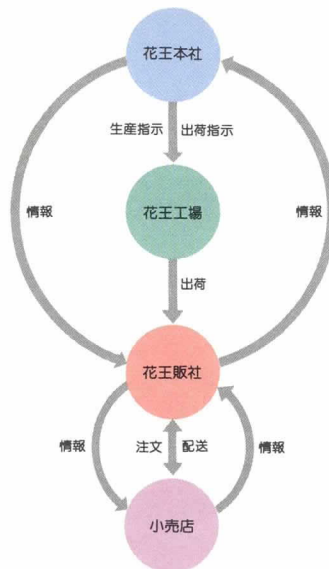 花王本社
生産指示 出荷指示
情報 花王工場 情報
出荷
花王販社
情報 注文 配送 情報
小売店